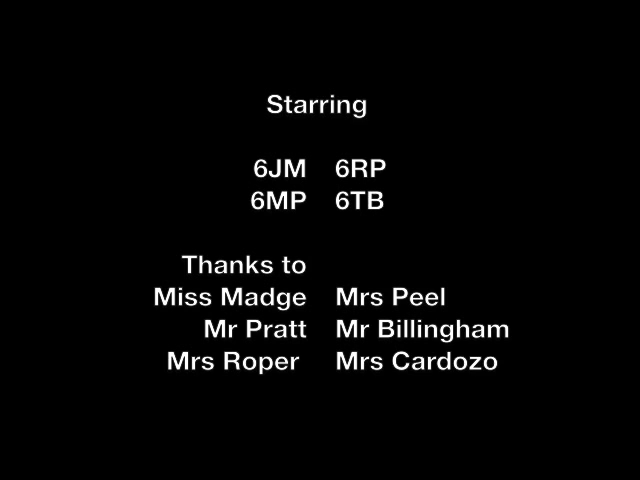 Starring
6JM 6RP
6MP 6TB
Thanks to
Miss Madge Mrs Peel
Mr Pratt Mr Billingham
Mrs Roper Mrs Cardozo